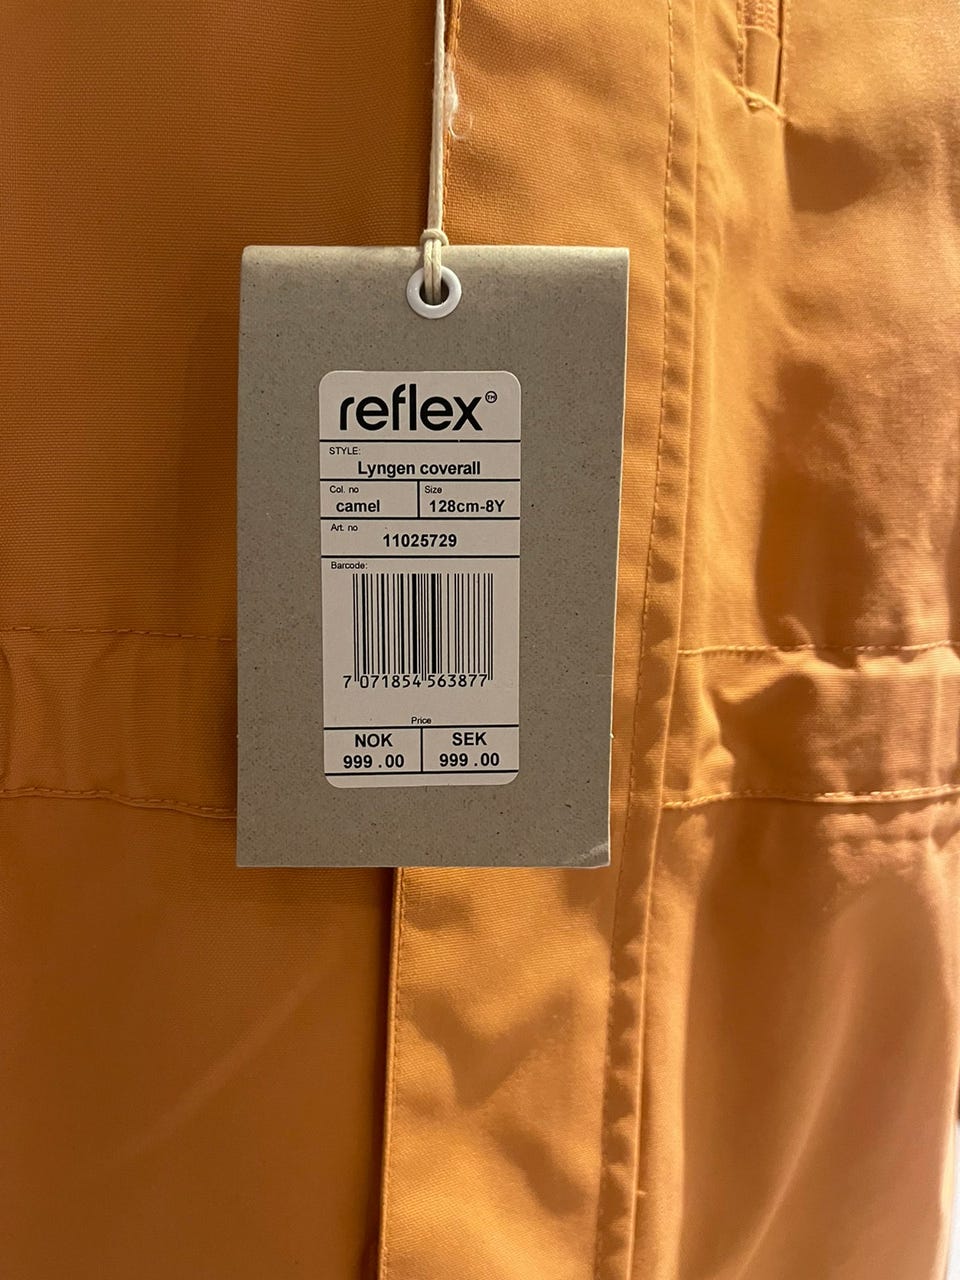 reflex™
STYLE:
Lyngen coverall
Col. no
camel
Size
128cm-8Y
Art. no
11025729
Barcode:
7 071854 563877
Price
NOK
999 .00
SEK
999 .00